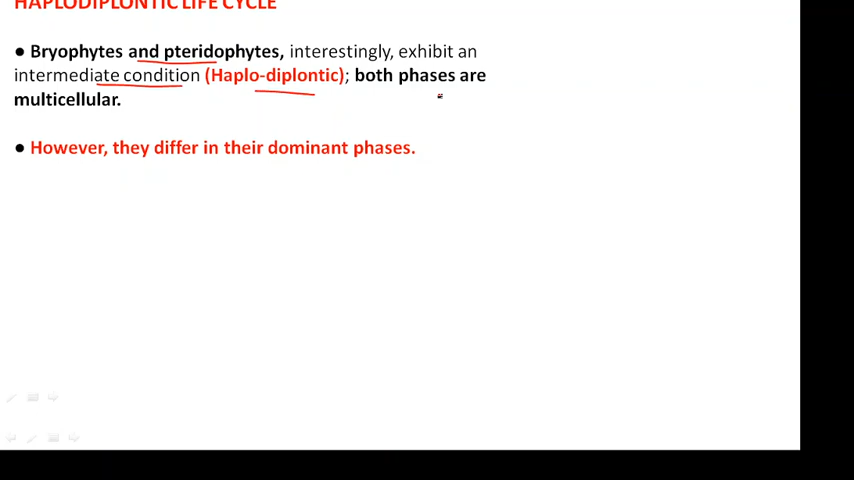 HAPLODIPLONTIC LIFE CYCLE
● Bryophytes and pteridophytes, interestingly, exhibit an
intermediate condition (Haplo-diplontic); both phases are
multicellular.
● However, they differ in their dominant phases.